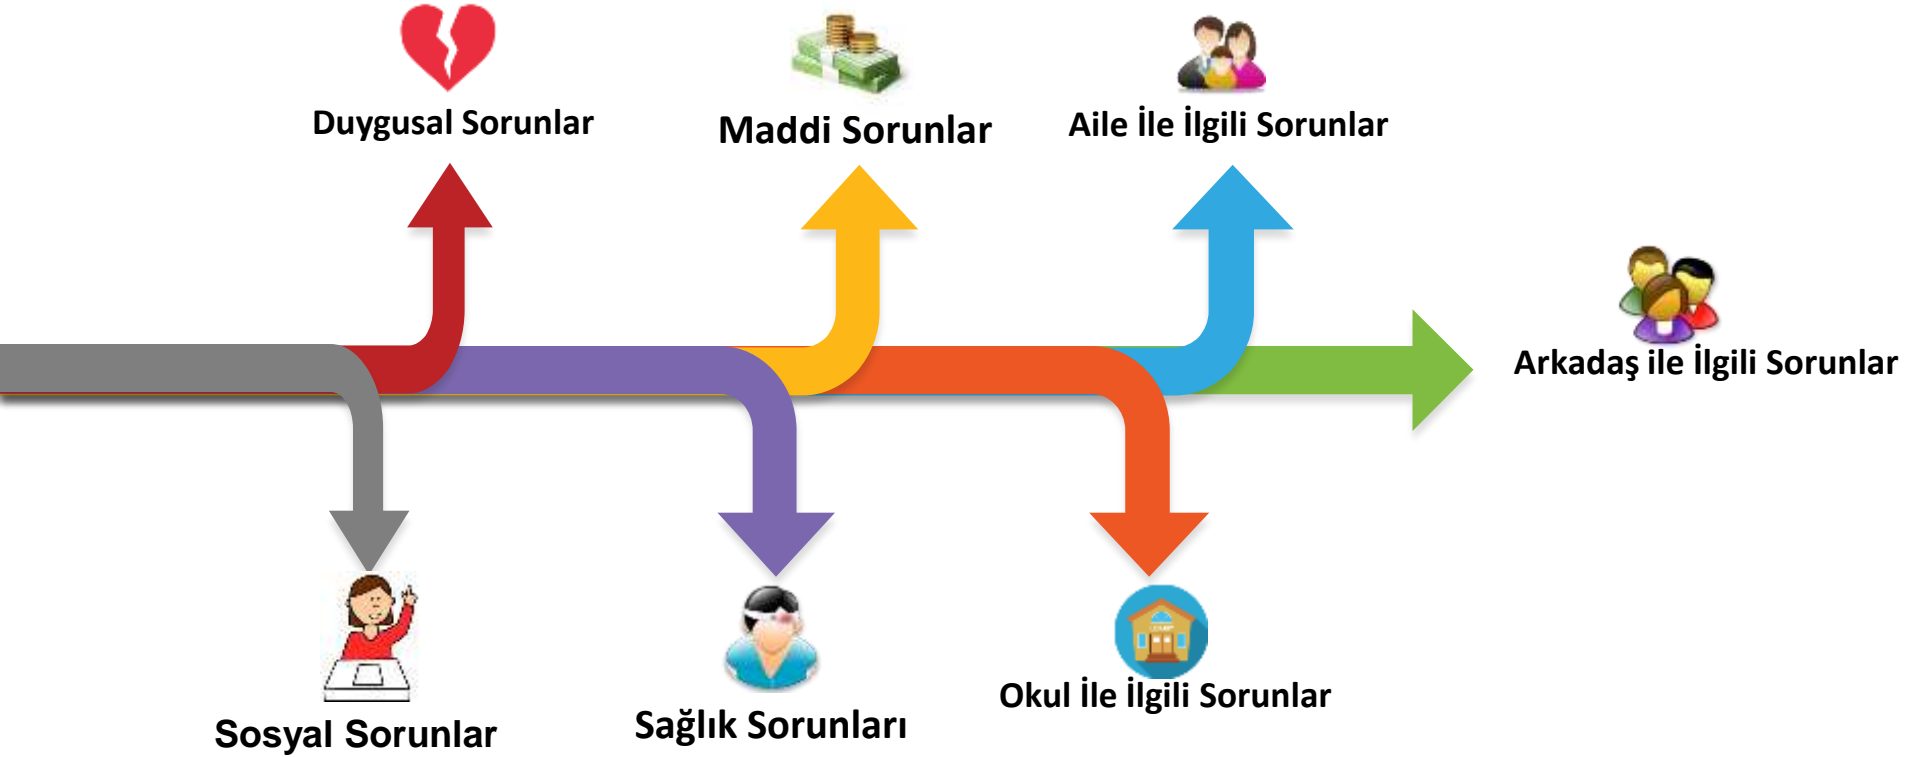 Duygusal Sorunlar
Maddi Sorunlar
Aile İle İlgili Sorunlar
Arkadaş ile İlgili Sorunlar
Sosyal Sorunlar
Sağlık Sorunları
Okul İle İlgili Sorunlar